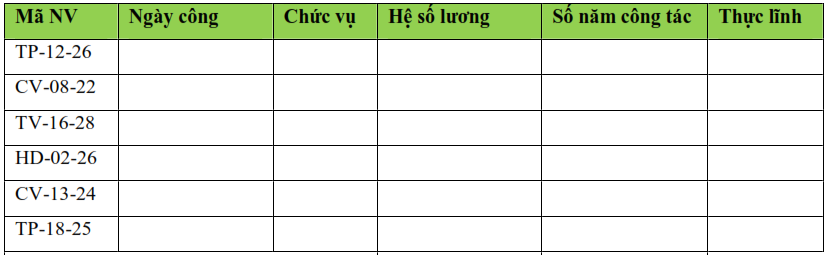 Mã NV Ngày công Chức vụ Hệ số lương Số năm công tác Thực lĩnh
TP-12-26
CV-08-22
TV-16-28
HD-02-26
CV-13-24
TP-18-25